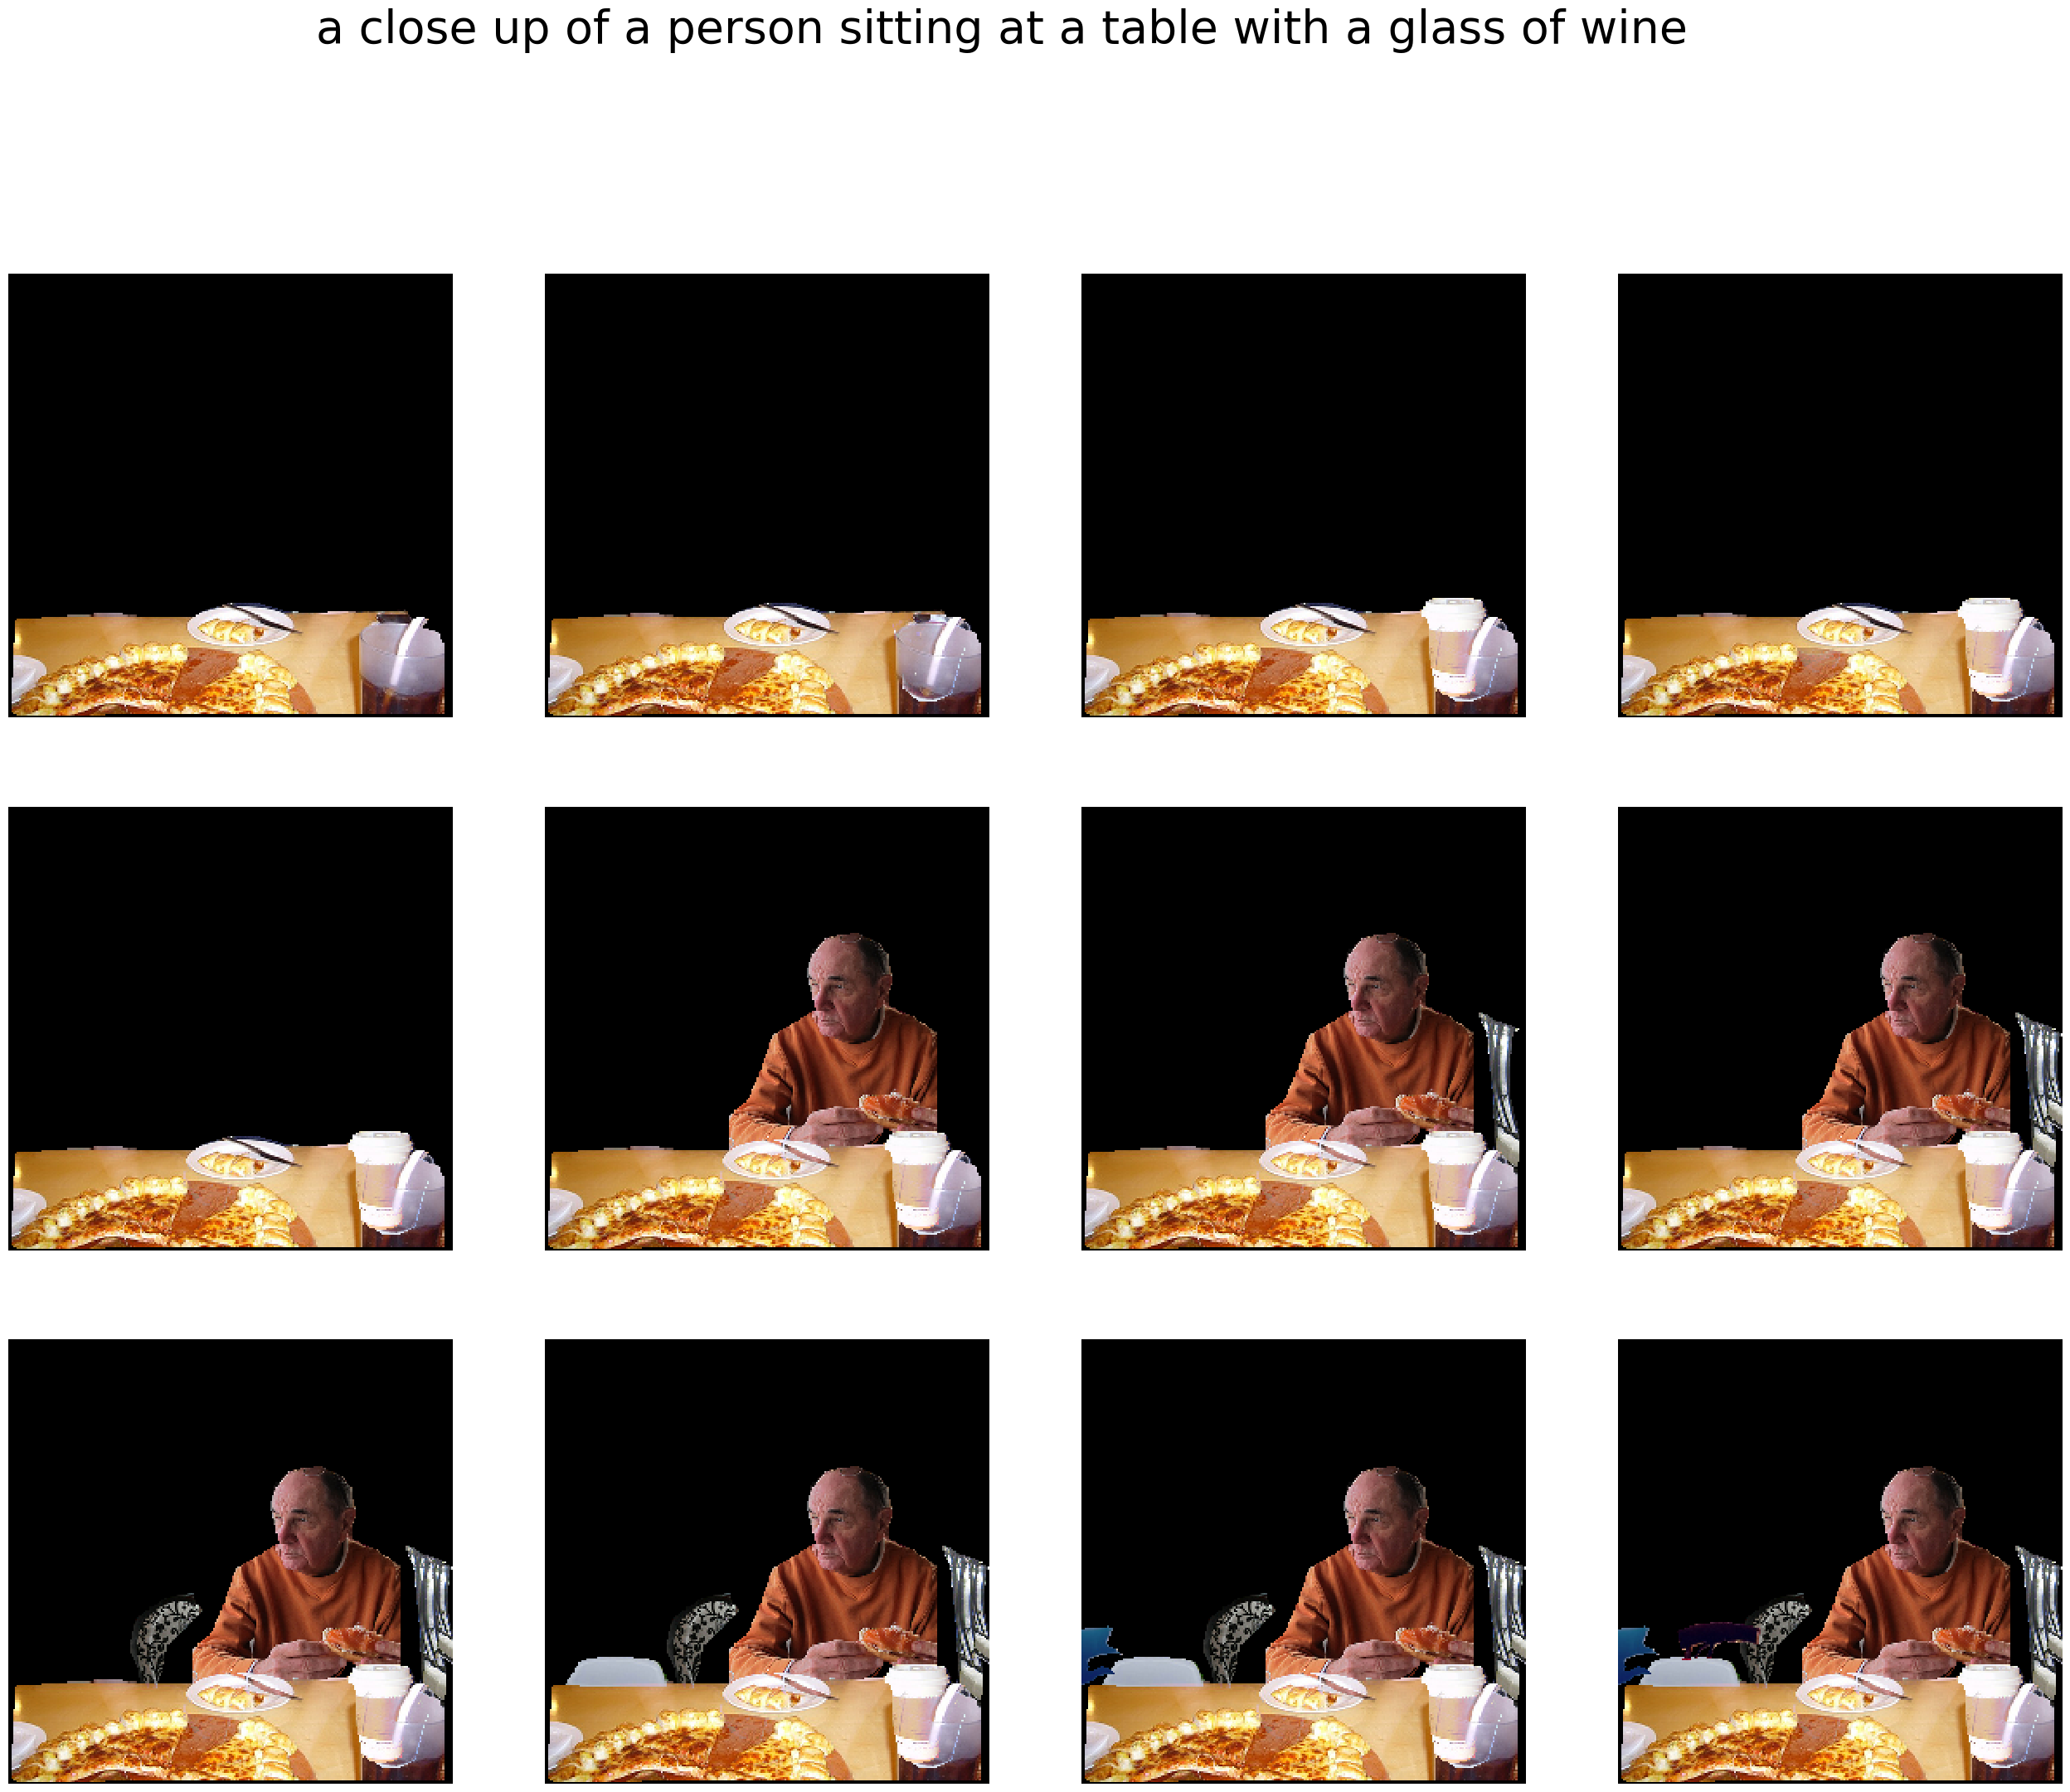 a close up of a person sitting at a table with a glass of wine